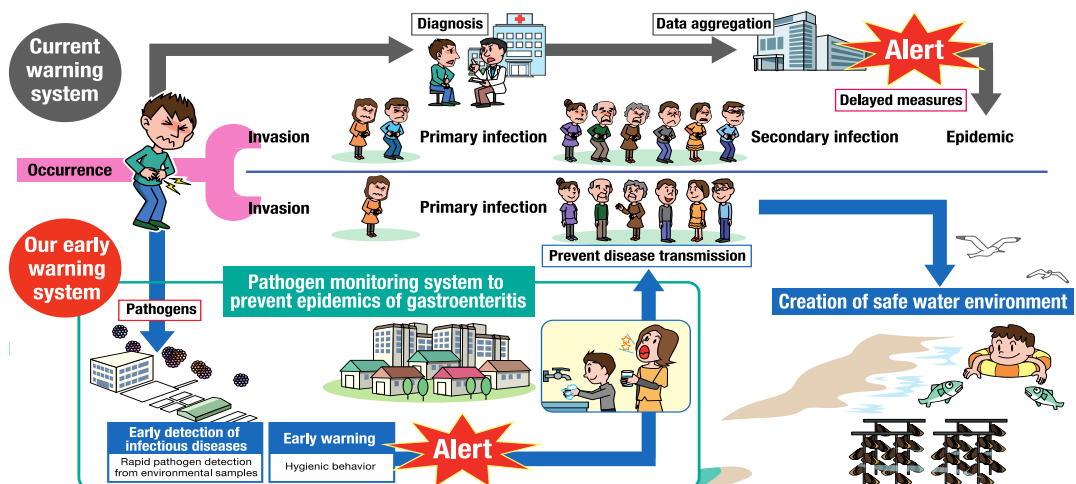 Current
warning
system
Diagnosis
Data aggregation
Alert
Delayed measures
Invasion
Primary infection
Secondary infection
Epidemic
Occurrence
Invasion
Primary infection
Prevent disease transmission
Our early
warning
system
Pathogen monitoring system to
prevent epidemics of gastroenteritis
Creation of safe water environment
Pathogens
Early detection of
infectious diseases
Rapid pathogen detection
from environmental samples
Early warning
Hygienic behavior
Alert